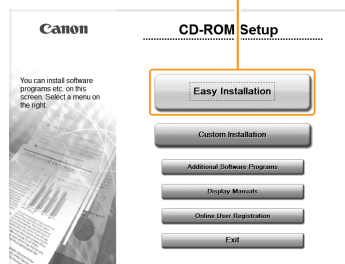 Canon
CD-ROM Setup
You can install software
programs etc. on this
screen. Select a menu on
the right.
Easy Installation
Custom Installation
Additional Software Programs
Display Manuals
Online User Registration
Exit